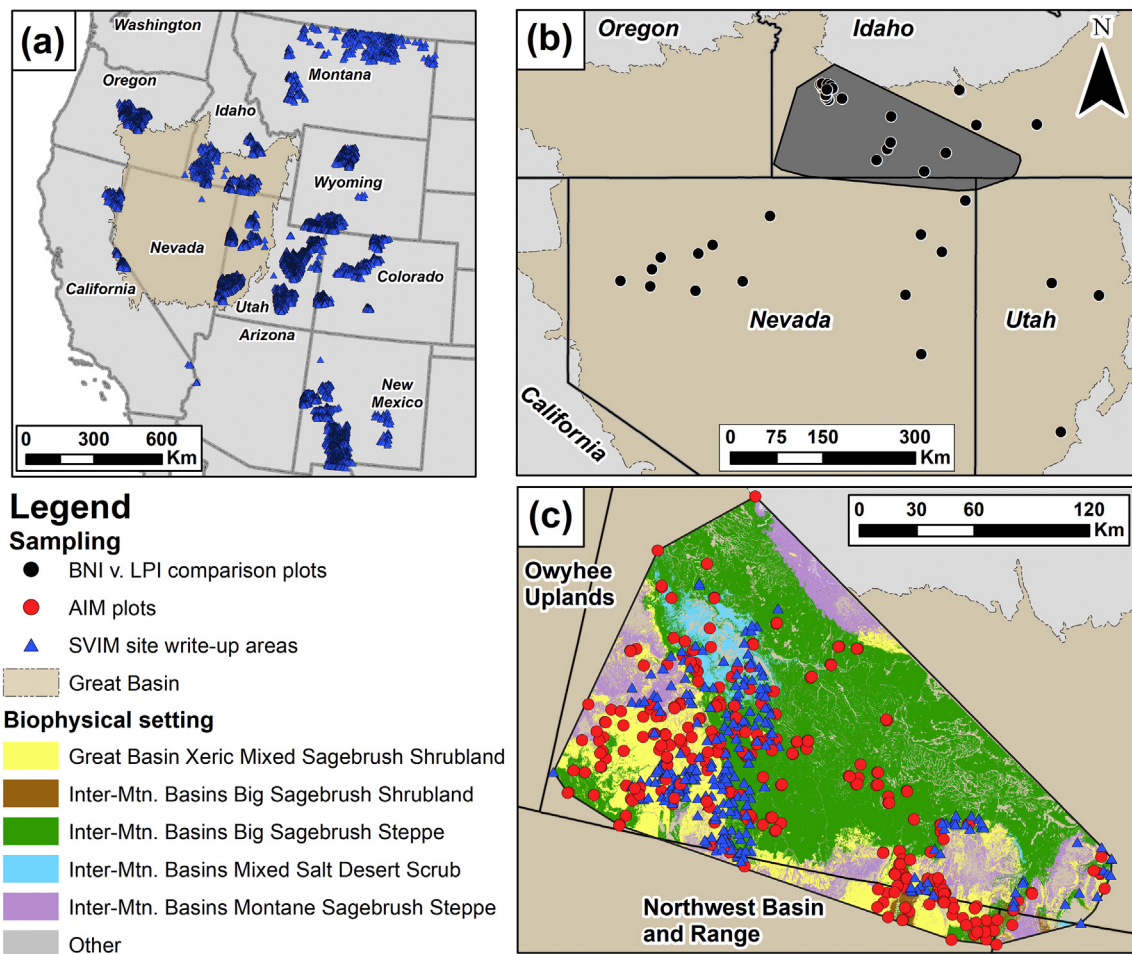 (a)
Washington
Oregon
Montana
Idaho
Wyoming
Nevada
California
Utah
Colorado
Arizona
New
Mexico
0 300 600
Km
(b)
Oregon
Idaho
N
Nevada
Utah
California
0 75 150 300
Km
Legend
Sampling
BNI v. LPI comparison plots
AIM plots
SVIM site write-up areas
Great Basin
Biophysical setting
Great Basin Xeric Mixed Sagebrush Shrubland
Inter-Mtn. Basins Big Sagebrush Shrubland
Inter-Mtn. Basins Big Sagebrush Steppe
Inter-Mtn. Basins Mixed Salt Desert Scrub
Inter-Mtn. Basins Montane Sagebrush Steppe
Other
(c)
0 30 60 120
Km
Owyhee
Uplands
Northwest Basin
and Range